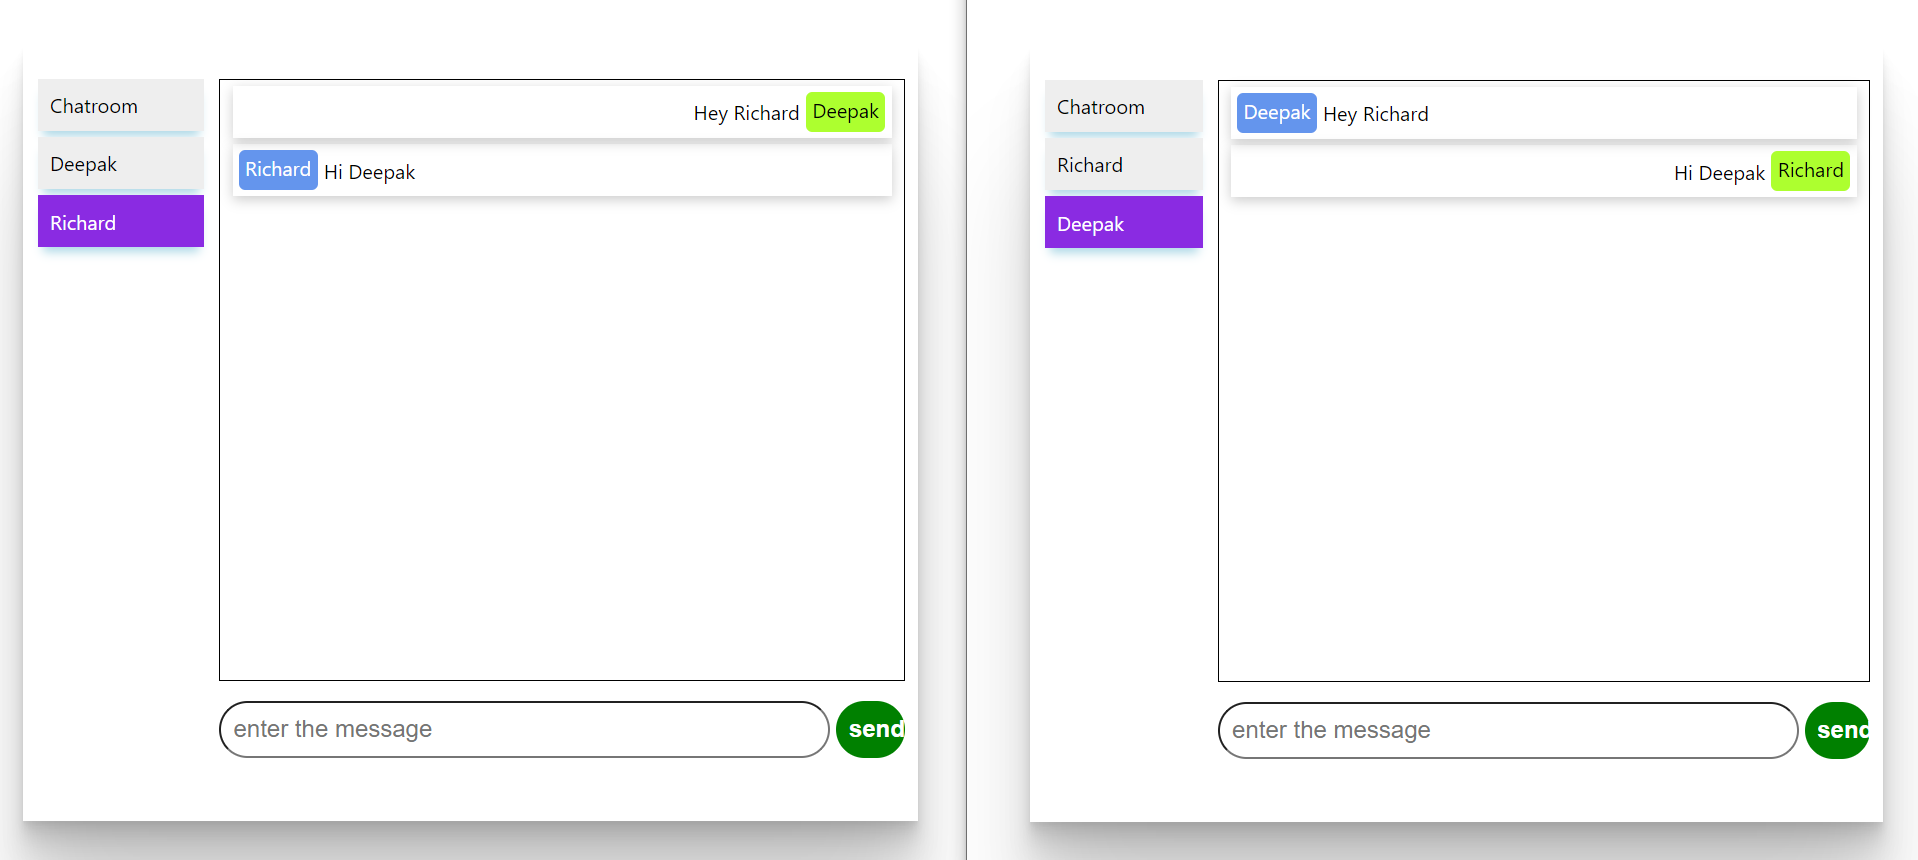 Chatroom
Deepak
Richard
Hey Richard Deepak
Richard Hi Deepak
enter the message
send
Chatroom
Richard
Deepak
Deepak Hey Richard
Hi Deepak Richard
enter the message
send